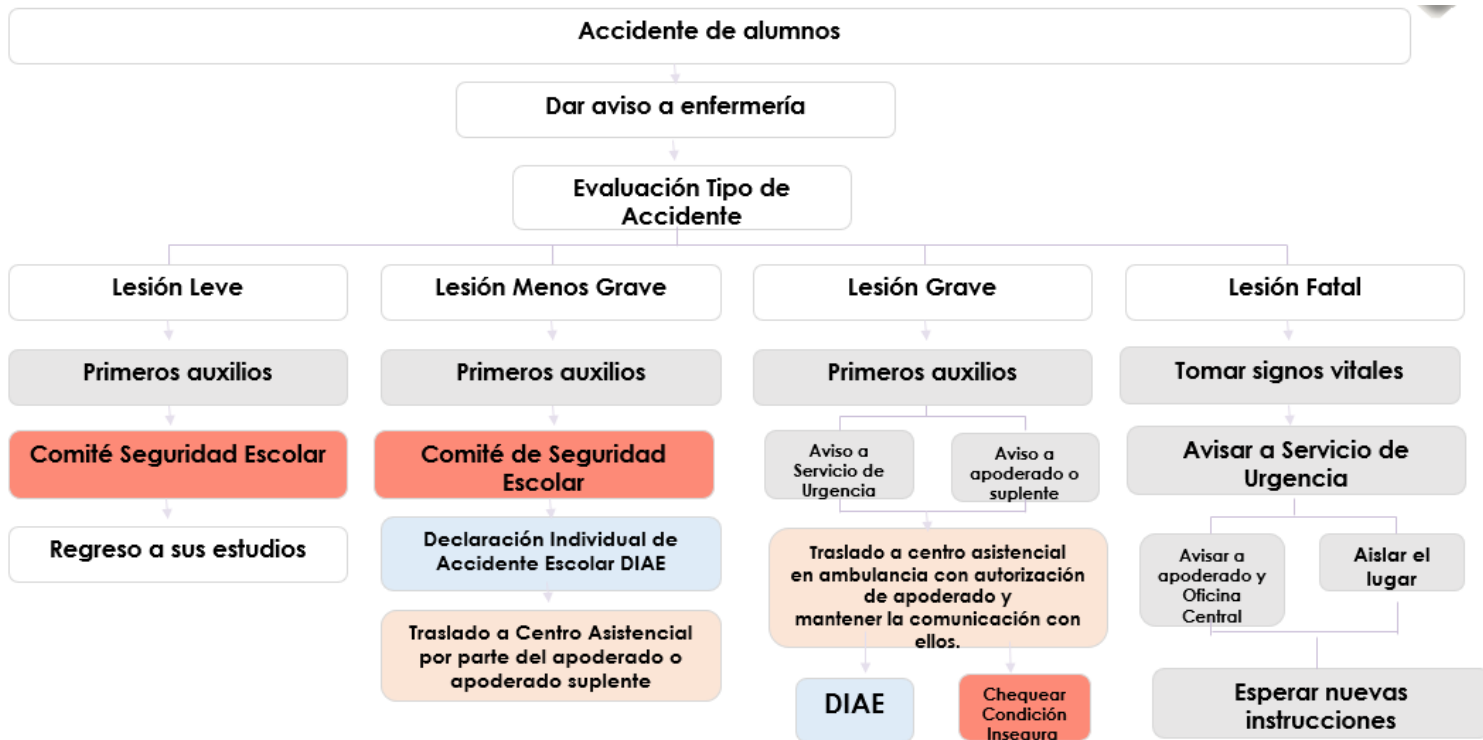 Accidente de alumnos
Dar aviso a enfermería
Evaluación Tipo de
Accidente
Lesión Leve
Primeros auxilios
Comité Seguridad Escolar
Regreso a sus estudios
Lesión Menos Grave
Primeros auxilios
Comité de Seguridad
Escolar
Declaración Individual de
Accidente Escolar DIAE
Traslado a Centro Asistencial
por parte del apoderado o
apoderado suplente
Lesión Grave
Primeros auxilios
Aviso a
Servicio de
Urgencia
Aviso a
apoderado o
suplente
Traslado a centro asistencial
en ambulancia con autorización
de apoderado y
mantener la comunicación con
ellos.
DIAE
Chequear
Condición
Insegura
Lesión Fatal
Tomar signos vitales
Avisar a Servicio de
Urgencia
Avisar a
apoderado y
Oficina
Central
Aislar el
lugar
Esperar nuevas
instrucciones